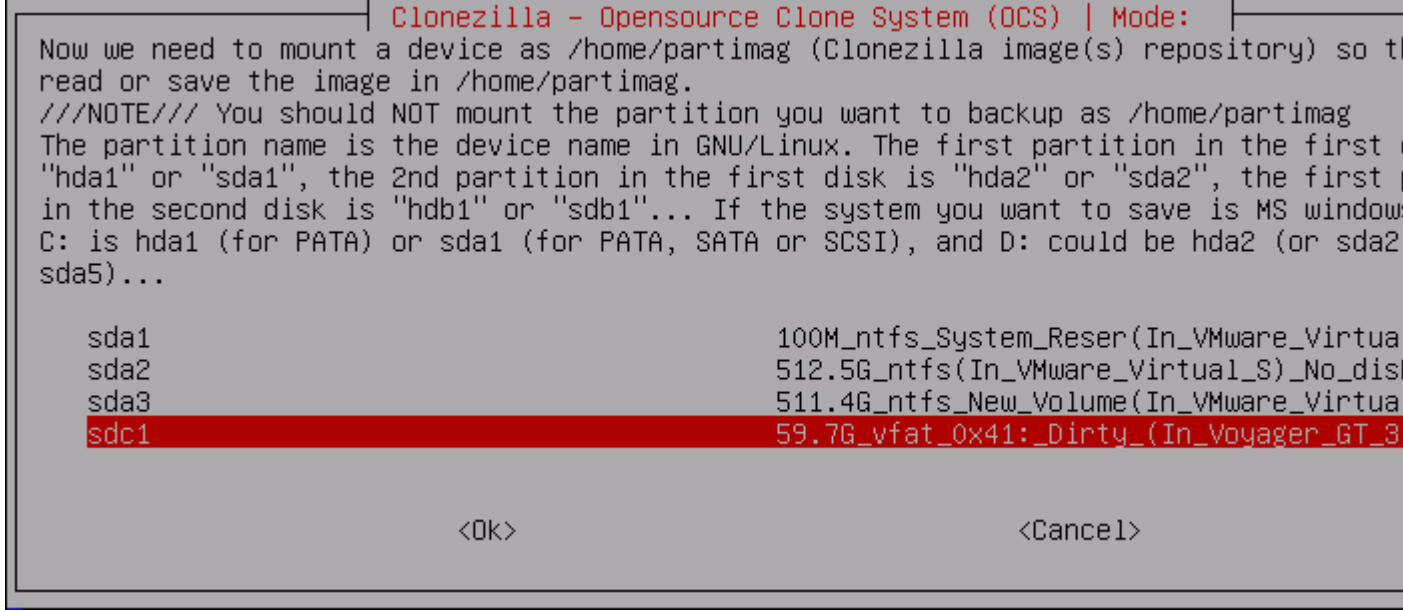 Clonezilla - Opensource Clone System (OCS) | Mode:
Now we need to mount a device as /home/partimag (Clonezilla image(s) repository) so
read or save the image in /home/partimag.
///NOTE/// You should NOT mount the partition you want to backup as /home/partimag
The partition name is the device name in GNU/Linux. The first partition in the first
"hda1" or "sda1", the 2nd partition in the first disk is "hda2" or "sda2", the first
in the second disk is "hdb1" or "sdb1"... If the system you want to save is MS windows
C: is hda1 (for PATA) or sda1 (for PATA, SATA or SCSI), and D: could be hda2 (or sda2
sda5)...
sda1 100M_ntfs_System_Reser(In_VMware_Virtua
sda2 512.5G_ntfs(In_VMware_Virtual_S)_No_dis
sda3 511.4G_ntfs_New_Volume(In_VMware_Virtua
sdc1 59.7G_vfat_0x41:_Dirty_(In_Voyager_GT_3
<Ok> <Cancel>